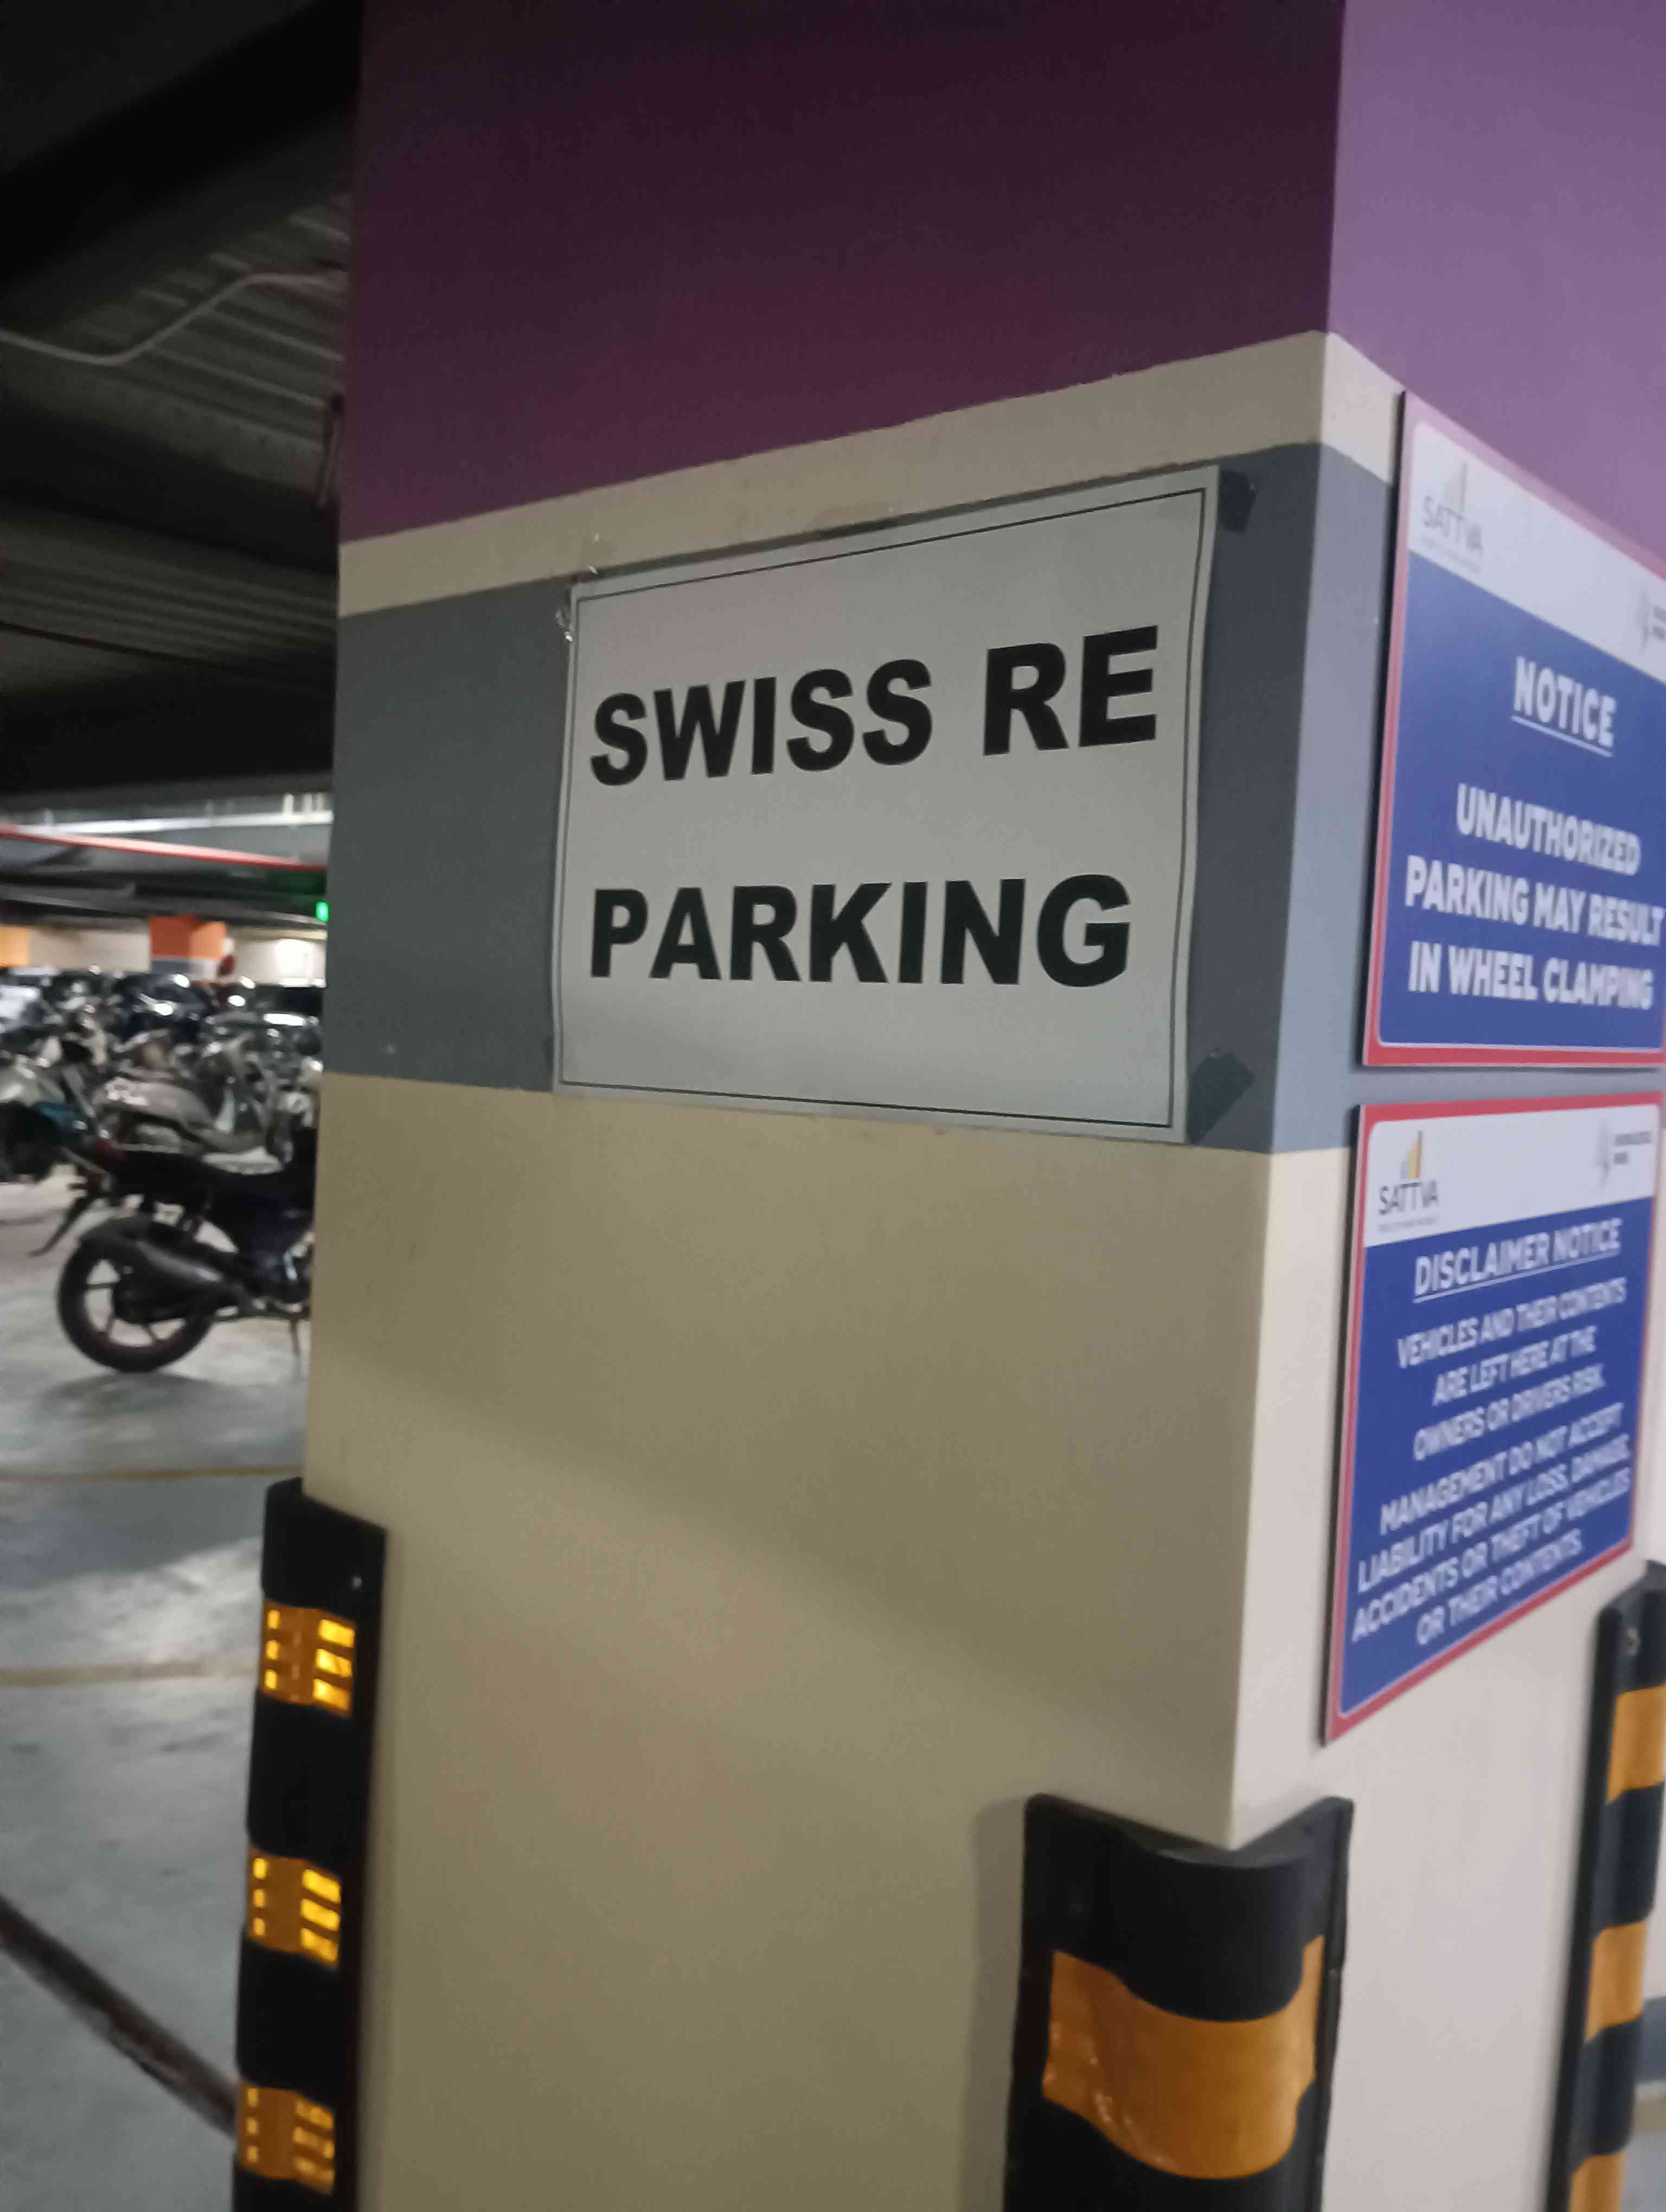 SWISS RE
PARKING
SATTVA
NOTICE
UNAUTHORIZED
PARKING MAY RESULT
IN WHEEL CLAMPING
SATTVA
DISCLAIMER NOTICE
VEHICLES AND THEIR CONTENTS
ARE LEFT HERE AT THE
OWNERS OR DRIVERS RISK.
MANAGEMENT DO NOT ACCEPT
LIABILITY FOR ANY LOSS, DAMAGE,
ACCIDENTS OR THEFT OF VEHICLES
OR THEIR CONTENTS.